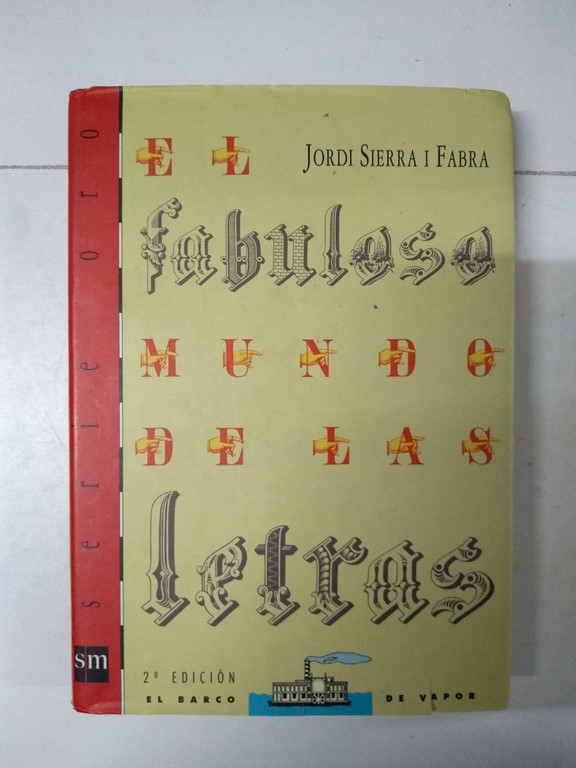 serie oro
EL
JORDI SIERRA I FABRA
fabuloso
MUNDO
DE LAS
letras
sm
2º EDICIÓN
EL BARCO DE VAPOR